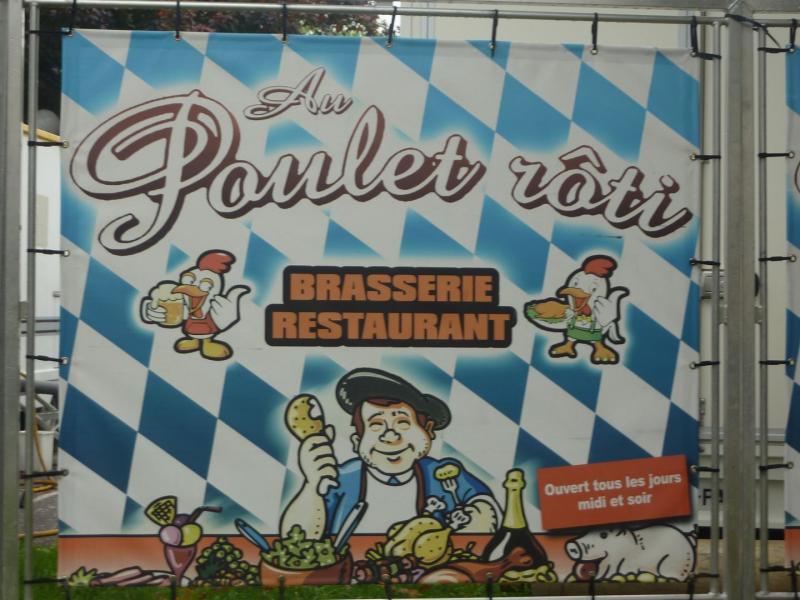 Au
Poulet rôti
BRASSERIE
RESTAURANT
Ouvert tous les jours
midi et soir